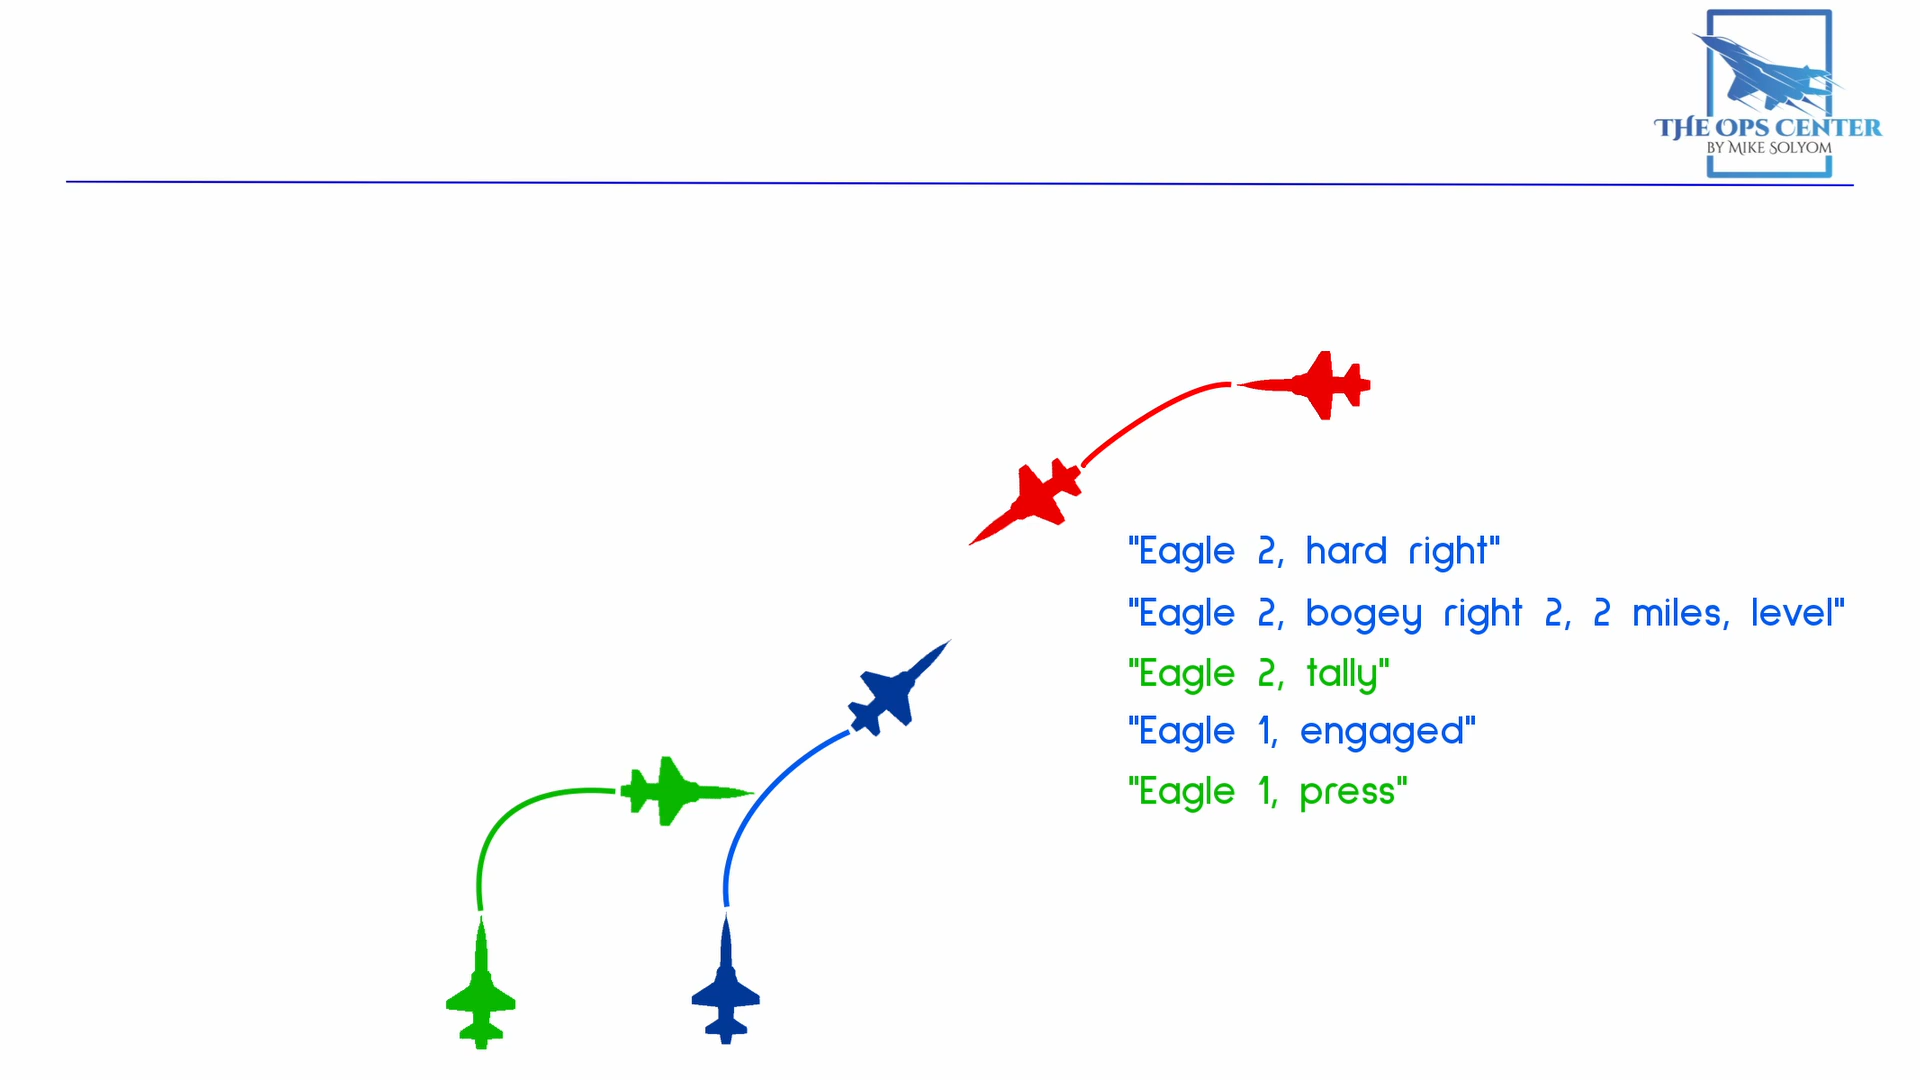 THE OPS CENTER
BY MIKE SOLYOM
"Eagle 2, hard right"
"Eagle 2, bogey right 2, 2 miles, level"
"Eagle 2, tally"
"Eagle 1, engaged"
"Eagle 1, press"